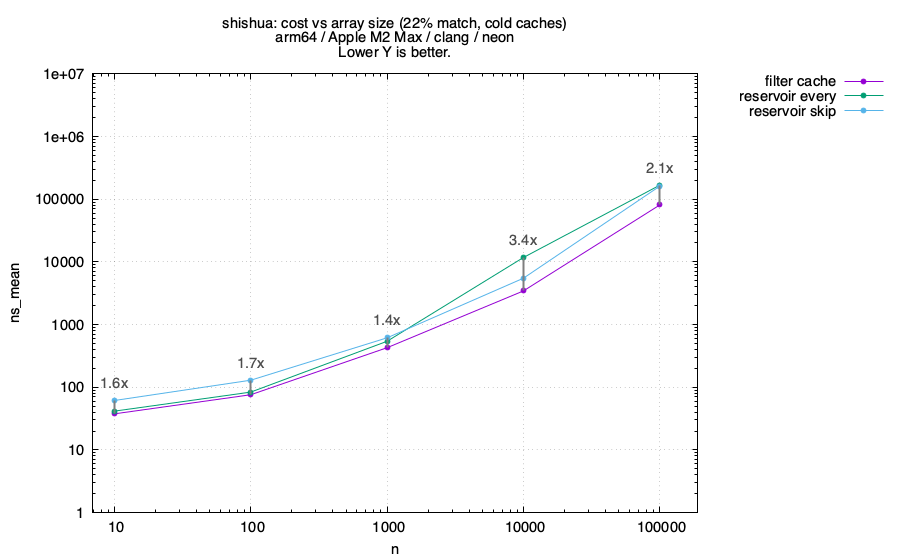 shishua: cost vs array size (22% match, cold caches)
arm64 / Apple M2 Max / clang / neon
Lower Y is better.
filter cache
reservoir every
reservoir skip
1e+07
1e+06
100000
10000
1000
100
10
1
ns_mean
1.6x
1.7x
1.4x
3.4x
2.1x
10
100
1000
10000
100000
n